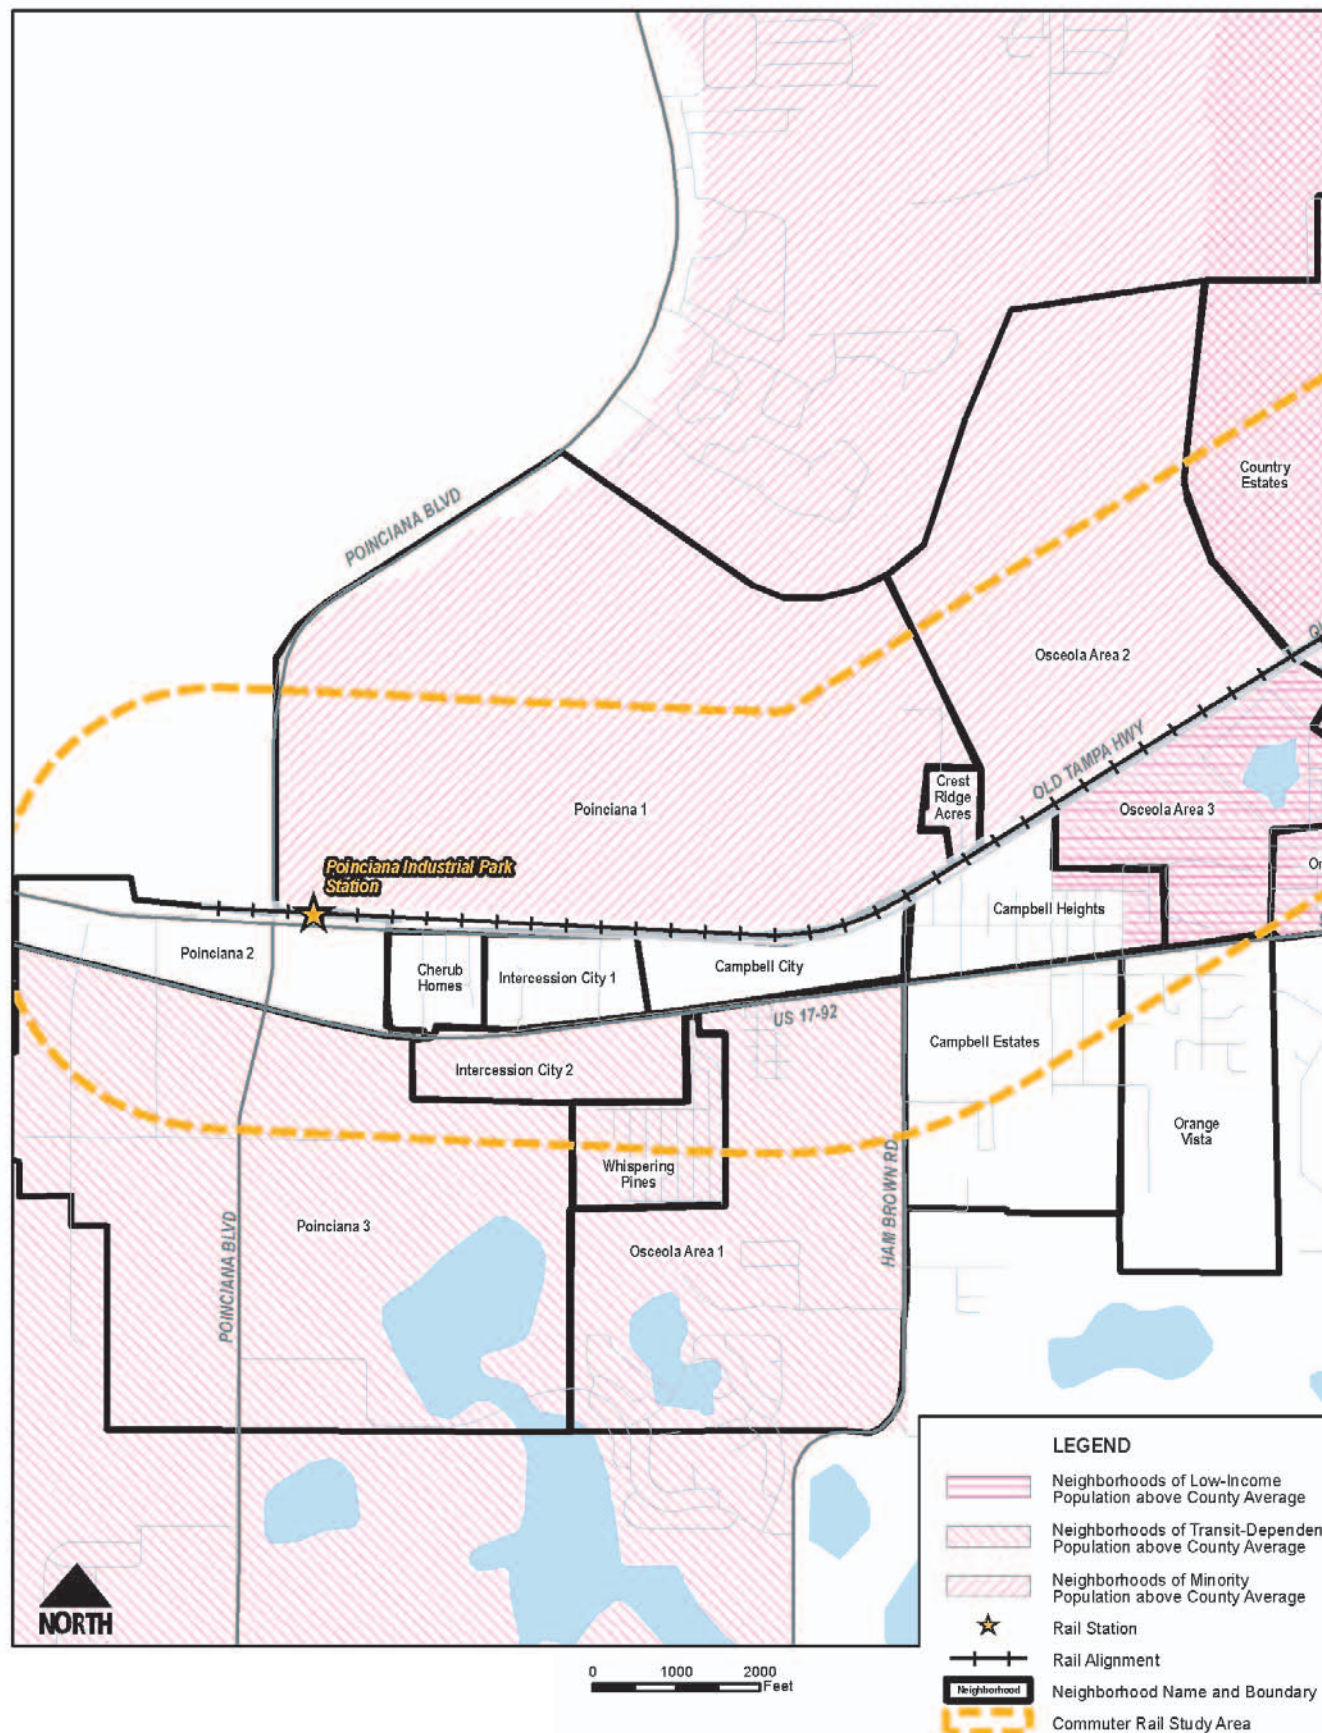 POINCIANA BLVD
Country
Estates
Osceola Area 2
OLD TAMPA HWY
Crest
Ridge
Acres
Poinciana 1
Osceola Area 3
Poinciana Industrial Park
Station
Campbell Heights
Poinciana 2
Cherub
Homes
Intercession City 1
Campbell City
US 17-92
Campbell Estates
Intercession City 2
Orange
Vista
Whispering
Pines
HAM BROWN RD
Poinciana 3
POINCIANA BLVD
Osceola Area 1
LEGEND
Neighborhoods of Low-Income
Population above County Average
Neighborhoods of Transit-Dependen
Population above County Average
Neighborhoods of Minority
Population above County Average
Rail Station
Rail Alignment
Neighborhood
Neighborhood Name and Boundary
Commuter Rail Study Area
NORTH
0 1000 2000
Feet